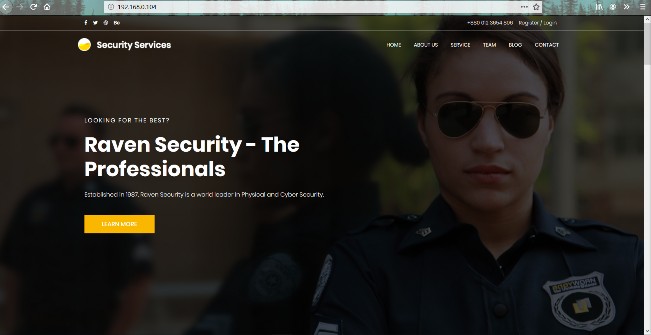 192.168.0.104
+880 012 3654 896 Register / Login
Security Services
HOME ABOUT US SERVICE TEAM BLOG CONTACT
LOOKING FOR THE BEST?
Raven Security - The
Professionals
Established in 1987, Raven Security is a world leader in Physical and Cyber Security.
LEARN MORE